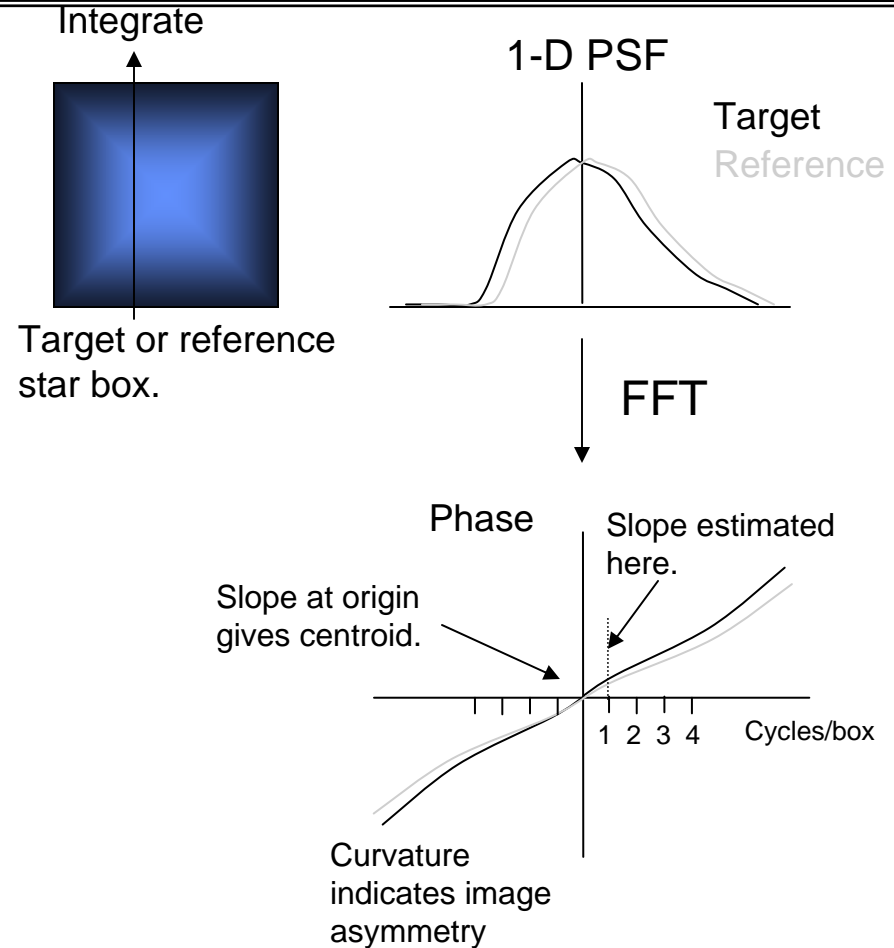 Integrate
Target or reference
star box.
1-D PSF
Target
Reference
FFT
Phase
Slope estimated
here.
Slope at origin
gives centroid.
1 2 3 4 Cycles/box
Curvature
indicates image
asymmetry